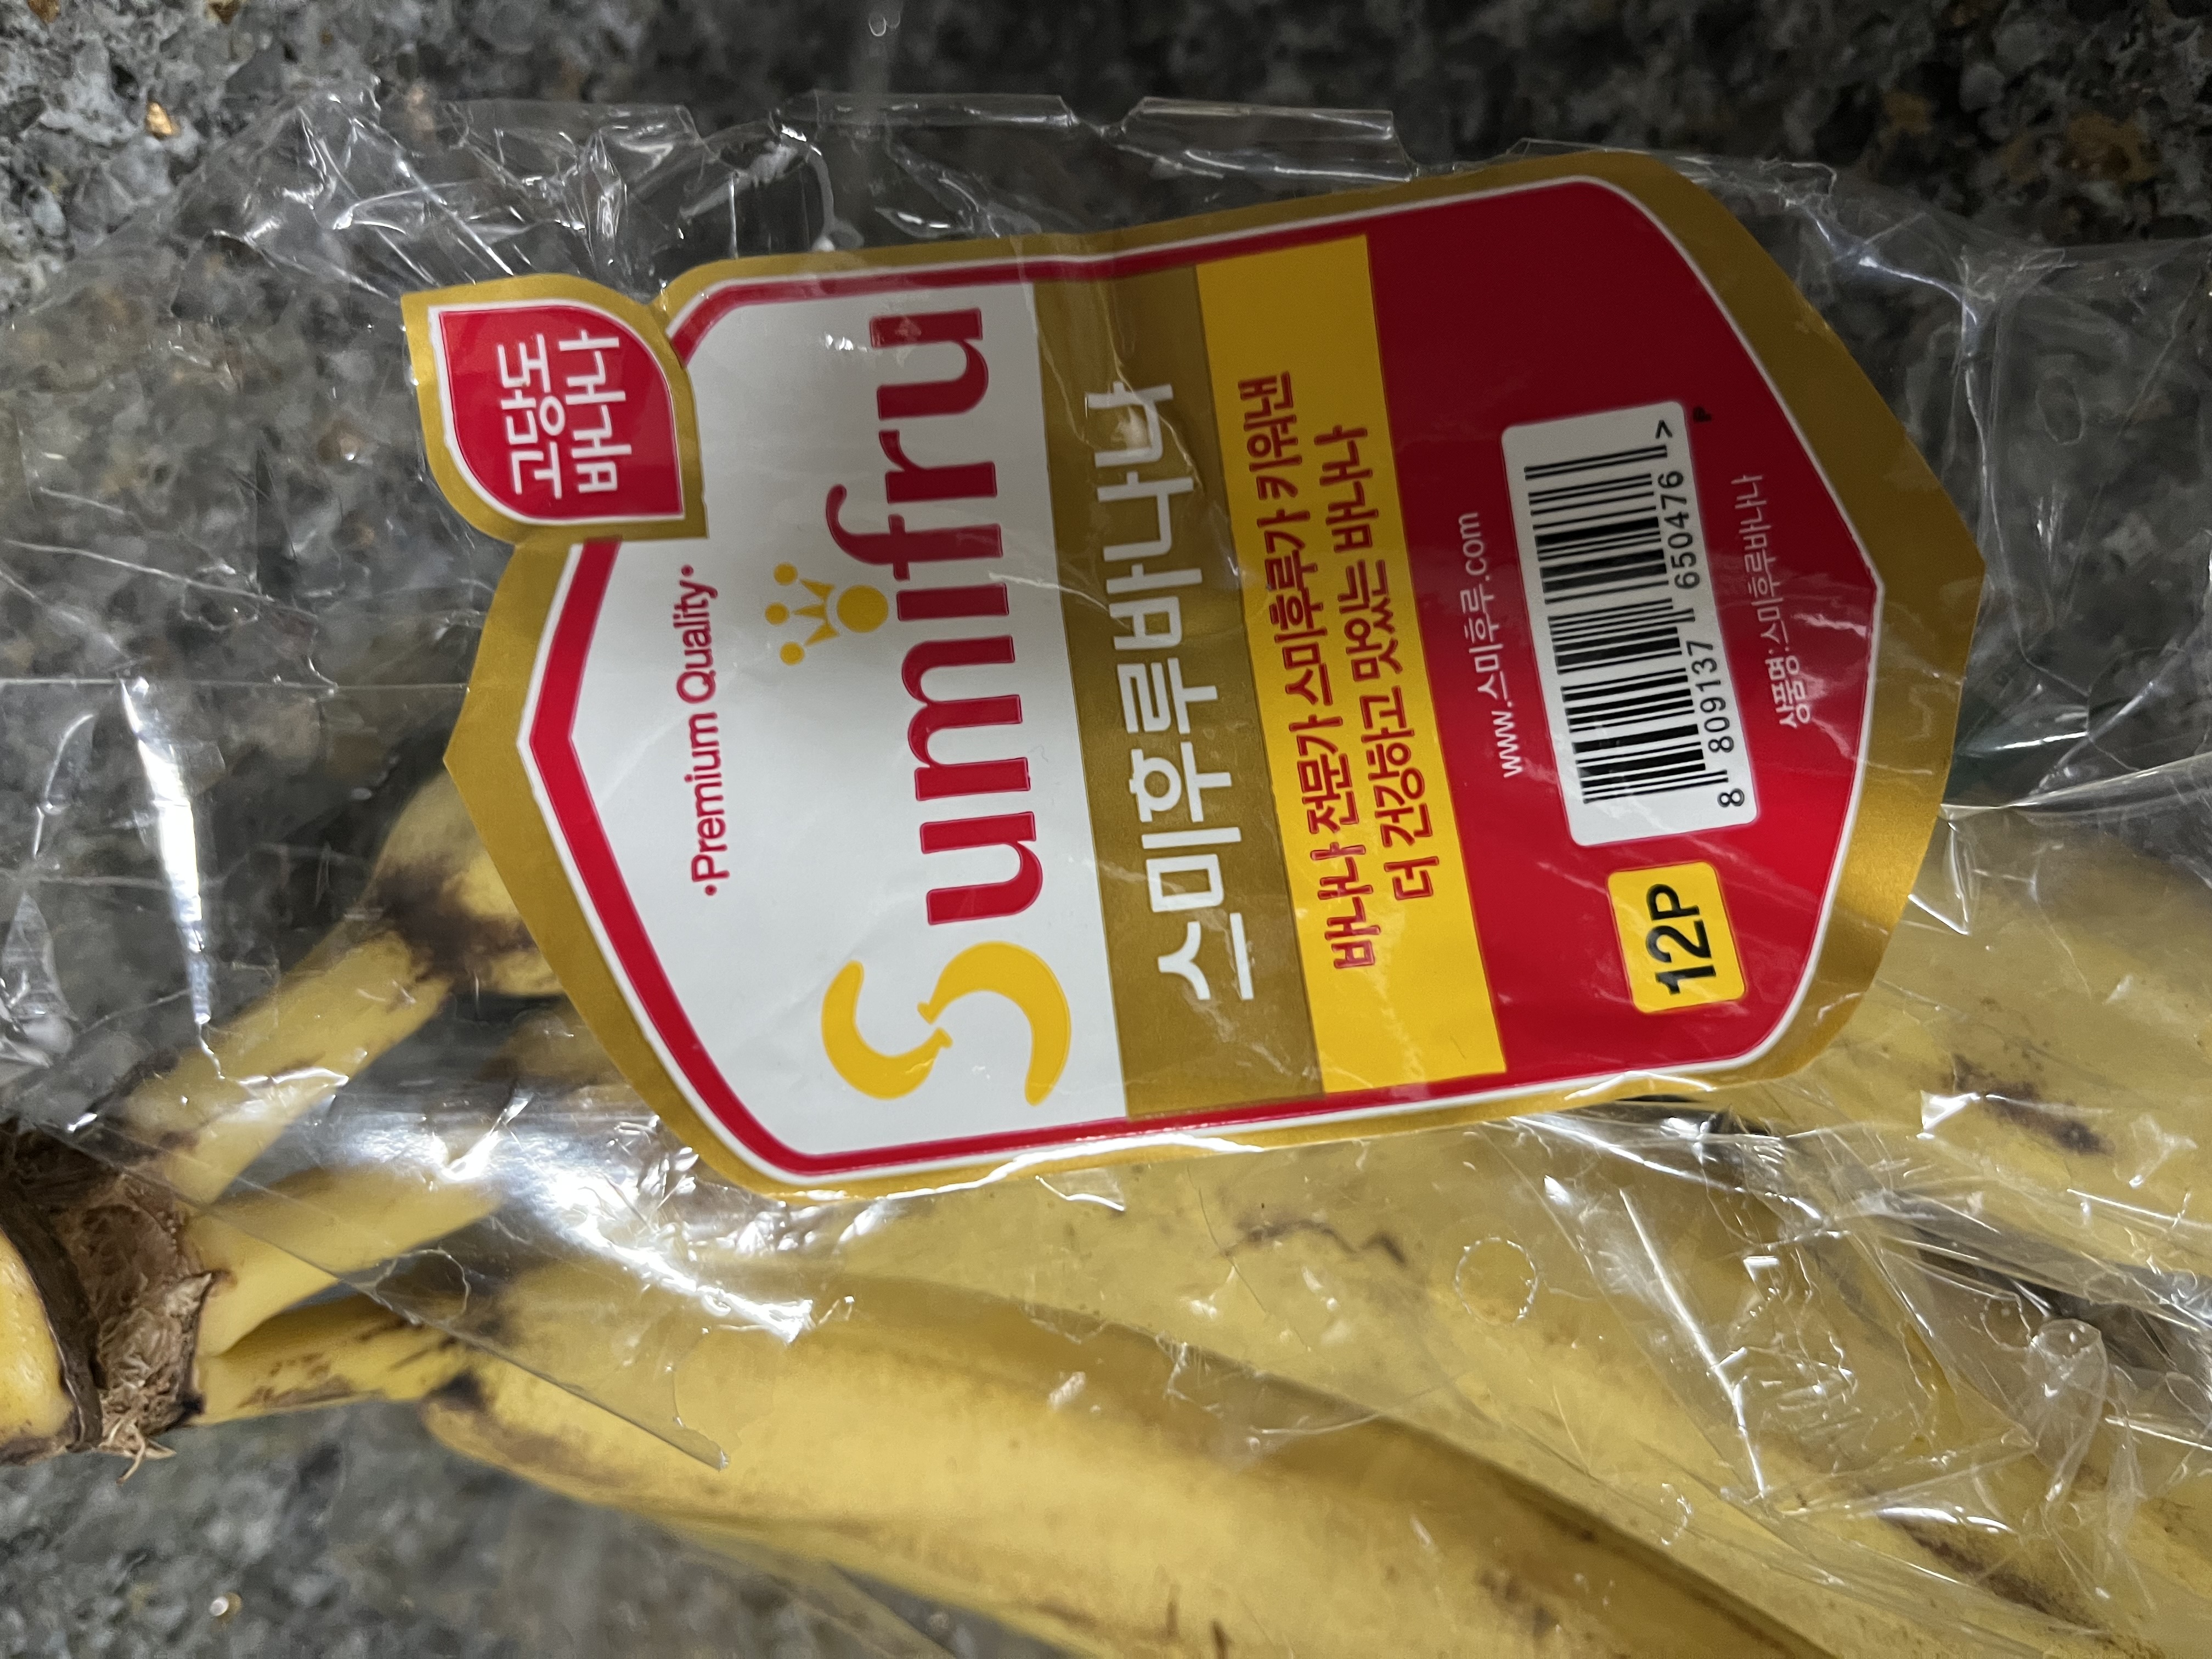 고당도
바나나
•Premium Quality•
Sumifru
스미후루바나나
바나나 전문가 스미후루가 키워낸
더 건강하고 맛있는 바나나
www.스미후루.com
12P
8 809137 650476 >
P
상품명:스미후루바나나